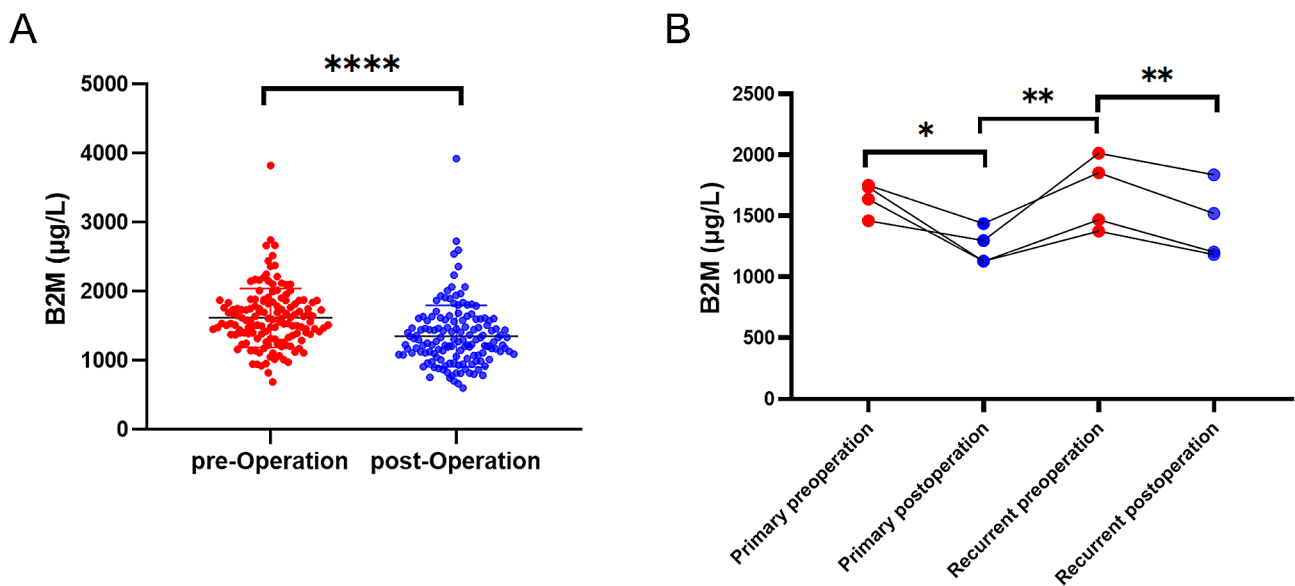 A
****
5000
4000
3000
2000
1000
0
B2M (µg/L)
pre-Operation
post-Operation
B
*
**
**
2500
2000
1500
1000
500
0
B2M (µg/L)
Primary preoperation
Primary postoperation
Recurrent preoperation
Recurrent postoperation